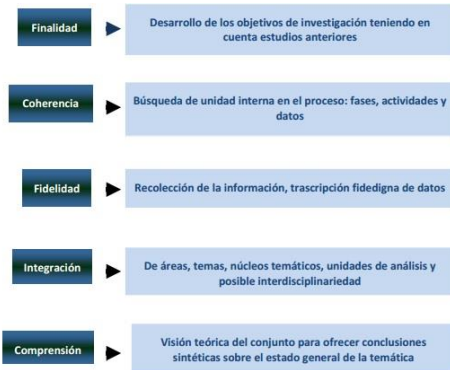 Finalidad
Desarrollo de los objetivos de investigación teniendo en
cuenta estudios anteriores
Coherencia
Búsqueda de unidad interna en el proceso: fases, actividades y
datos
Fidelidad
Recolección de la información, trascripción fidedigna de datos
Integración
De áreas, temas, núcleos temáticos, unidades de análisis y
posible interdisciplinariedad
Comprensión
Visión teórica del conjunto para ofrecer conclusiones
sintéticas sobre el estado general de la temática